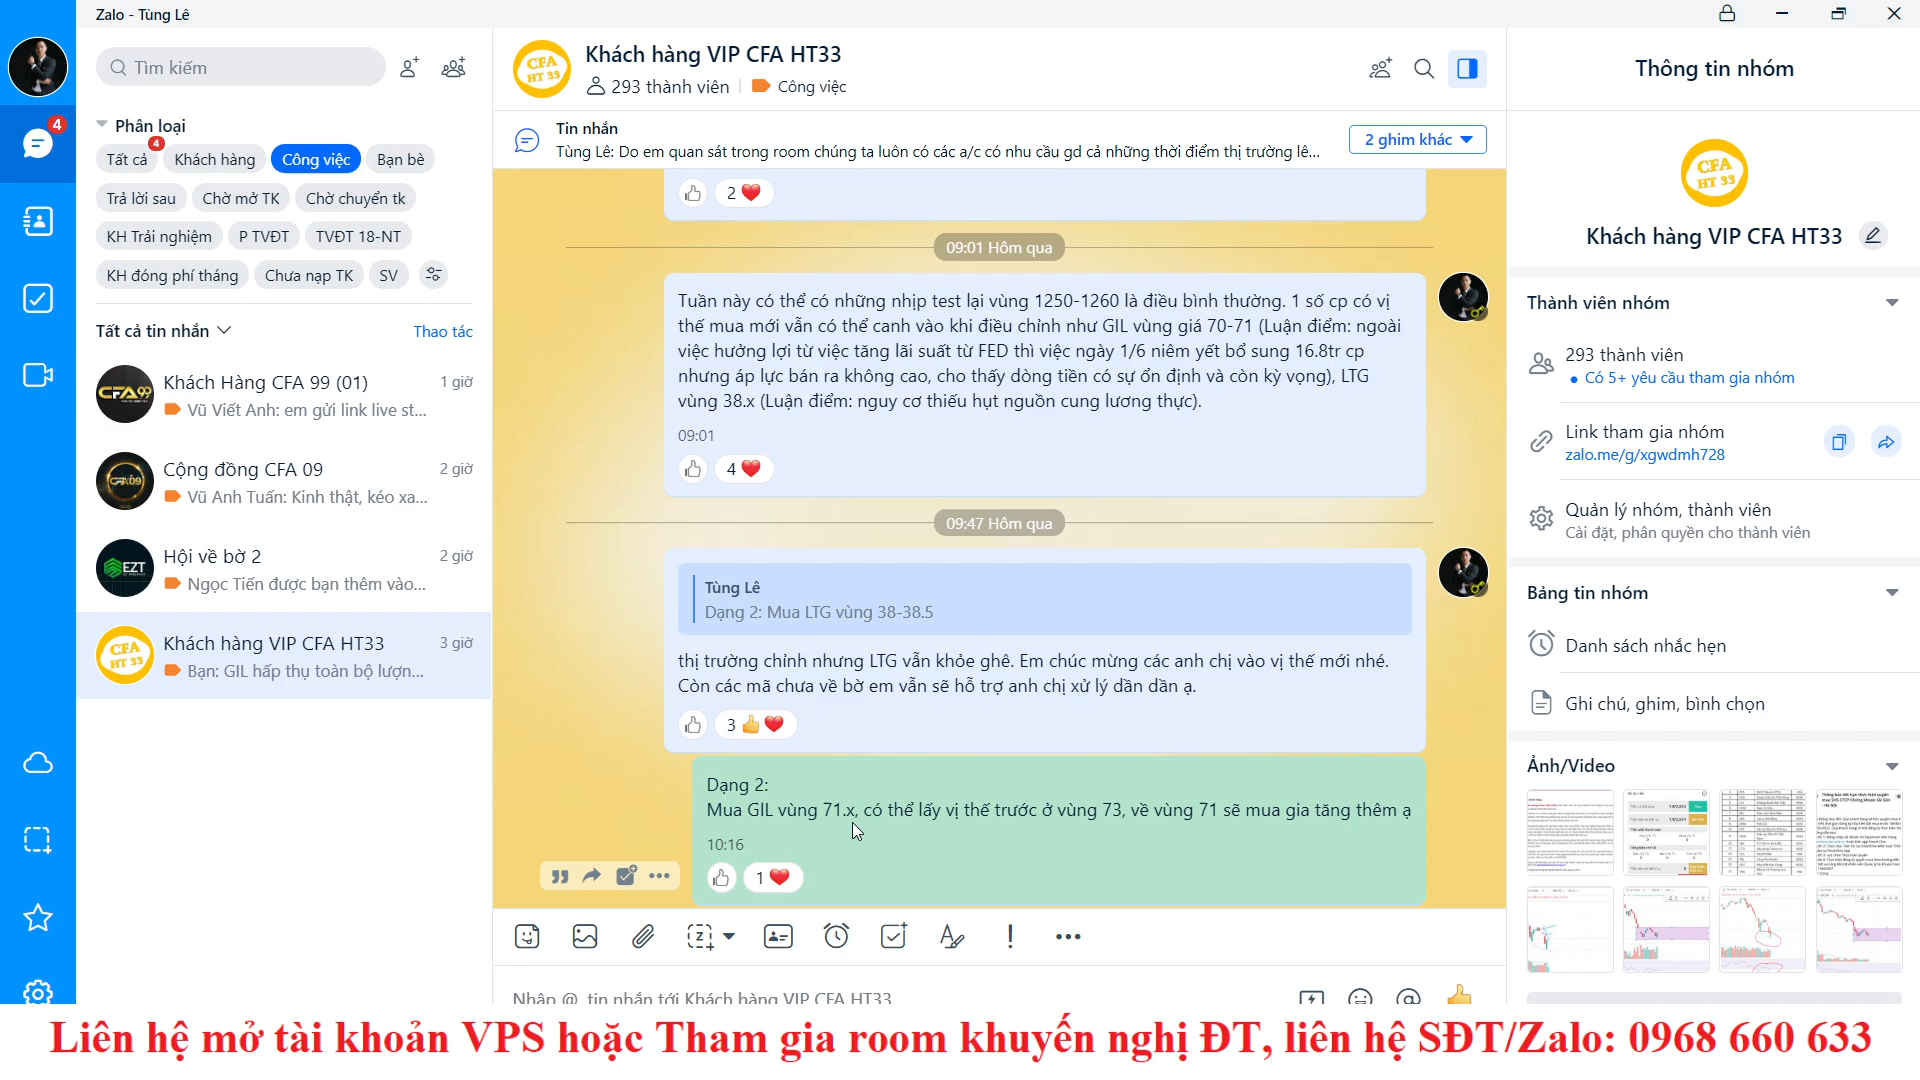 Zalo - Tùng Lê
Tìm kiếm
4
Phân loại
Tất cả
4
Khách hàng
Công việc
Bạn bè
Trả lời sau
Chờ mở TK
Chờ chuyển tk
KH Trải nghiệm
P TVĐT
TVĐT 18-NT
KH đóng phí tháng
Chưa nạp TK
SV
Tất cả tin nhắn
Thao tác
CFA99
Khách Hàng CFA 99 (01)
1 giờ
Vũ Viết Anh: em gửi link live st...
CFA09
Cộng đồng CFA 09
2 giờ
Vũ Anh Tuấn: Kinh thật, kéo xa...
EZT
Hội về bờ 2
2 giờ
Ngọc Tiến được bạn thêm vào...
CFA
HT 33
Khách hàng VIP CFA HT33
3 giờ
Bạn: GIL hấp thụ toàn bộ lượn...
CFA
HT 33
Khách hàng VIP CFA HT33
293 thành viên
Công việc
Tin nhắn
Tùng Lê: Do em quan sát trong room chúng ta luôn có các a/c có nhu cầu gd cả những thời điểm thị trường lê...
2 ghim khác
2
09:01 Hôm qua
Tuần này có thể có những nhịp test lại vùng 1250-1260 là điều bình thường. 1 số cp có vị
thế mua mới vẫn có thể canh vào khi điều chỉnh như GIL vùng giá 70-71 (Luận điểm: ngoài
việc hưởng lợi từ việc tăng lãi suất từ FED thì việc ngày 1/6 niêm yết bổ sung 16.8tr cp
nhưng áp lực bán ra không cao, cho thấy dòng tiền có sự ổn định và còn kỳ vọng), LTG
vùng 38.x (Luận điểm: nguy cơ thiếu hụt nguồn cung lương thực).
09:01
4
09:47 Hôm qua
Tùng Lê
Dạng 2: Mua LTG vùng 38-38.5
thị trường chỉnh nhưng LTG vẫn khỏe ghê. Em chúc mừng các anh chị vào vị thế mới nhé.
Còn các mã chưa về bờ em vẫn sẽ hỗ trợ anh chị xử lý dần dần ạ.
3
Dạng 2:
Mua GIL vùng 71.x, có thể lấy vị thế trước ở vùng 73, về vùng 71 sẽ mua gia tăng thêm ạ
10:16
1
Nhập @, tin nhắn tới Khách hàng VIP CFA HT33
Thông tin nhóm
CFA
HT 33
Khách hàng VIP CFA HT33
Thành viên nhóm
293 thành viên
Có 5+ yêu cầu tham gia nhóm
Link tham gia nhóm
zalo.me/g/xgwdmh728
Quản lý nhóm, thành viên
Cài đặt, phân quyền cho thành viên
Bảng tin nhóm
Danh sách nhắc hẹn
Ghi chú, ghim, bình chọn
Ảnh/Video
Liên hệ mở tài khoản VPS hoặc Tham gia room khuyến nghị ĐT, liên hệ SĐT/Zalo: 0968 660 633